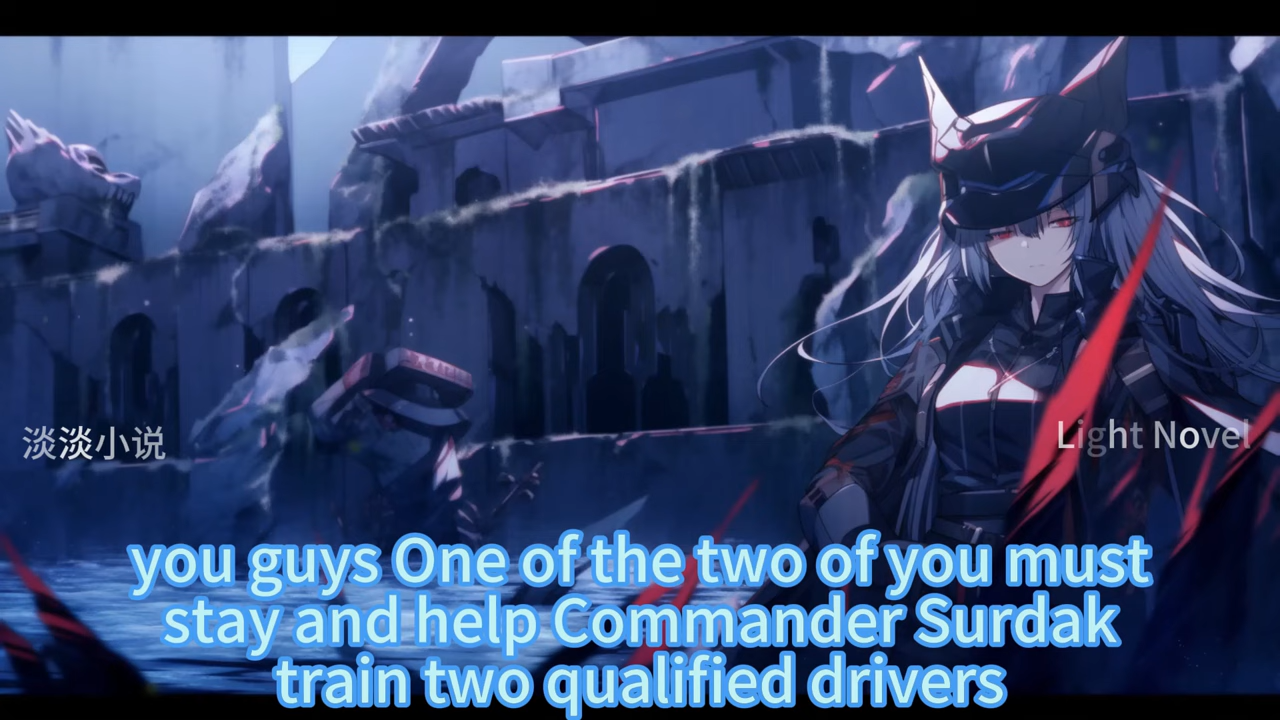 淡淡小说
Light Novel
you guys One of the two of you must
stay and help Commander Surdak
train two qualified drivers